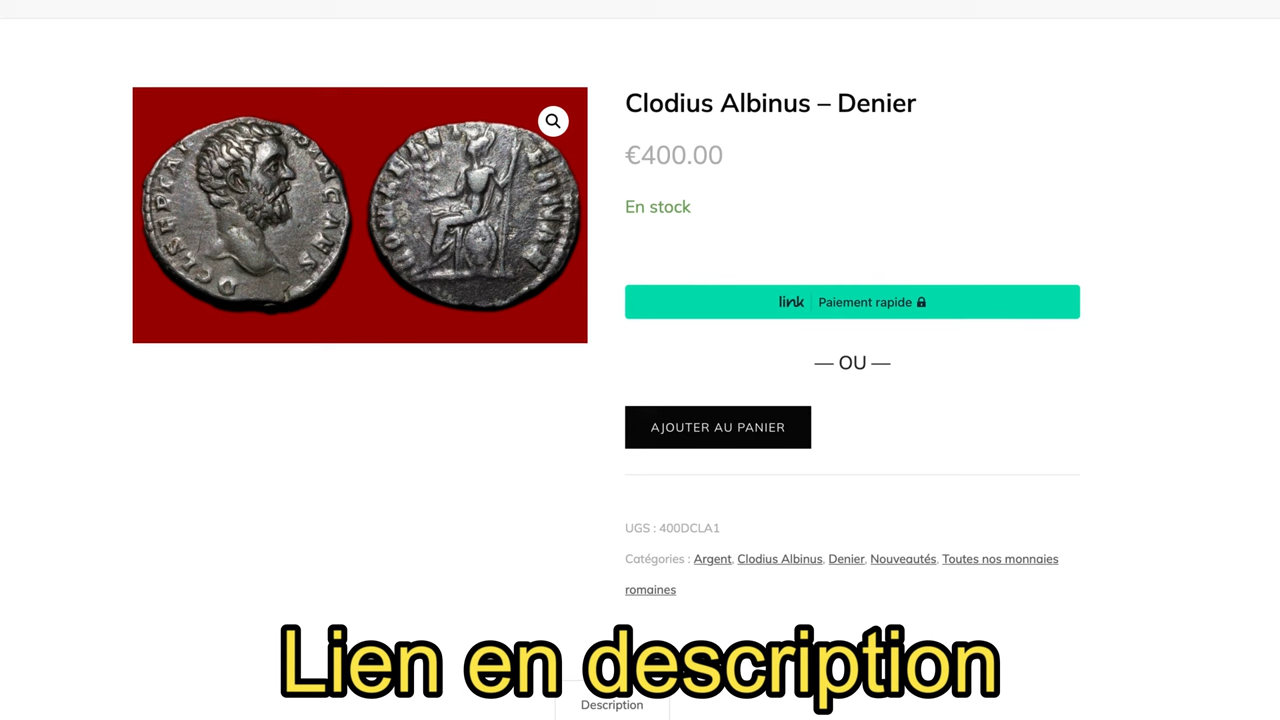 Clodius Albinus – Denier
€400.00
En stock
link Paiement rapide
— OU —
AJOUTER AU PANIER
UGS : 400DCLA1
Catégories : Argent, Clodius Albinus, Denier, Nouveautés, Toutes nos monnaies
romaines
Lien en description
Description